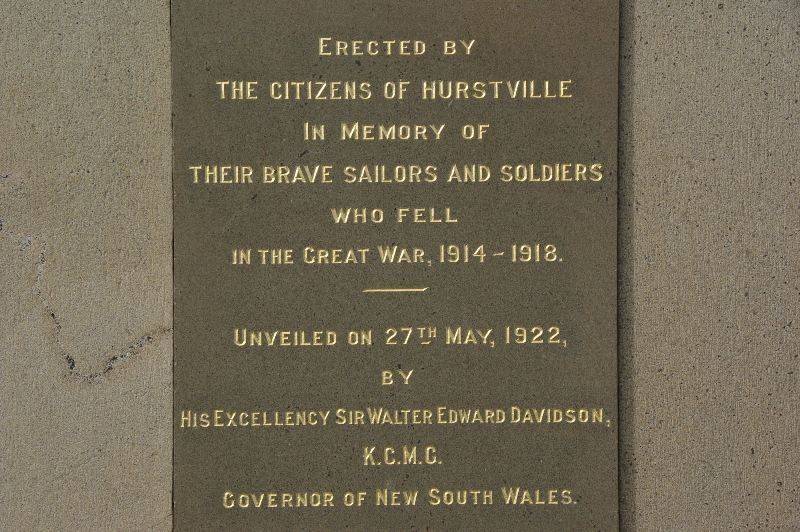 ERECTED BY
THE CITIZENS OF HURSTVILLE
IN MEMORY OF
THEIR BRAVE SAILORS AND SOLDIERS
WHO FELL
IN THE GREAT WAR, 1914 - 1918.
UNVEILED ON 27TH MAY, 1922,
BY
HIS EXCELLENCY SIR WALTER EDWARD DAVIDSON,
K.C.M.G.
GOVERNOR OF NEW SOUTH WALES.